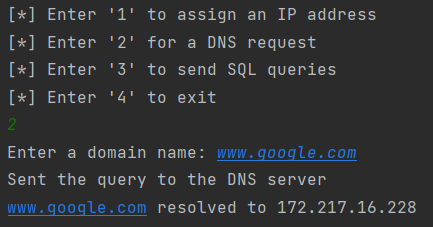 [*] Enter '1' to assign an IP address
[*] Enter '2' for a DNS request
[*] Enter '3' to send SQL queries
[*] Enter '4' to exit
2
Enter a domain name: www.google.com
Sent the query to the DNS server
www.google.com resolved to 172.217.16.228